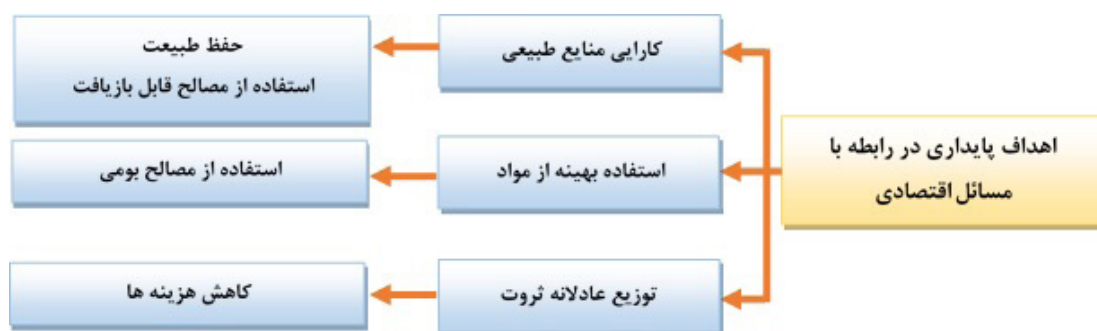 اهداف پایداری در رابطه با
مسائل اقتصادی
کارایی منایع طبیعی
حفظ طبیعت
استفاده از مصالح قابل بازیافت
استفاده بهینه از مواد
استفاده از مصالح بومی
توزیع عادلانه ثروت
کاهش هزینه ها